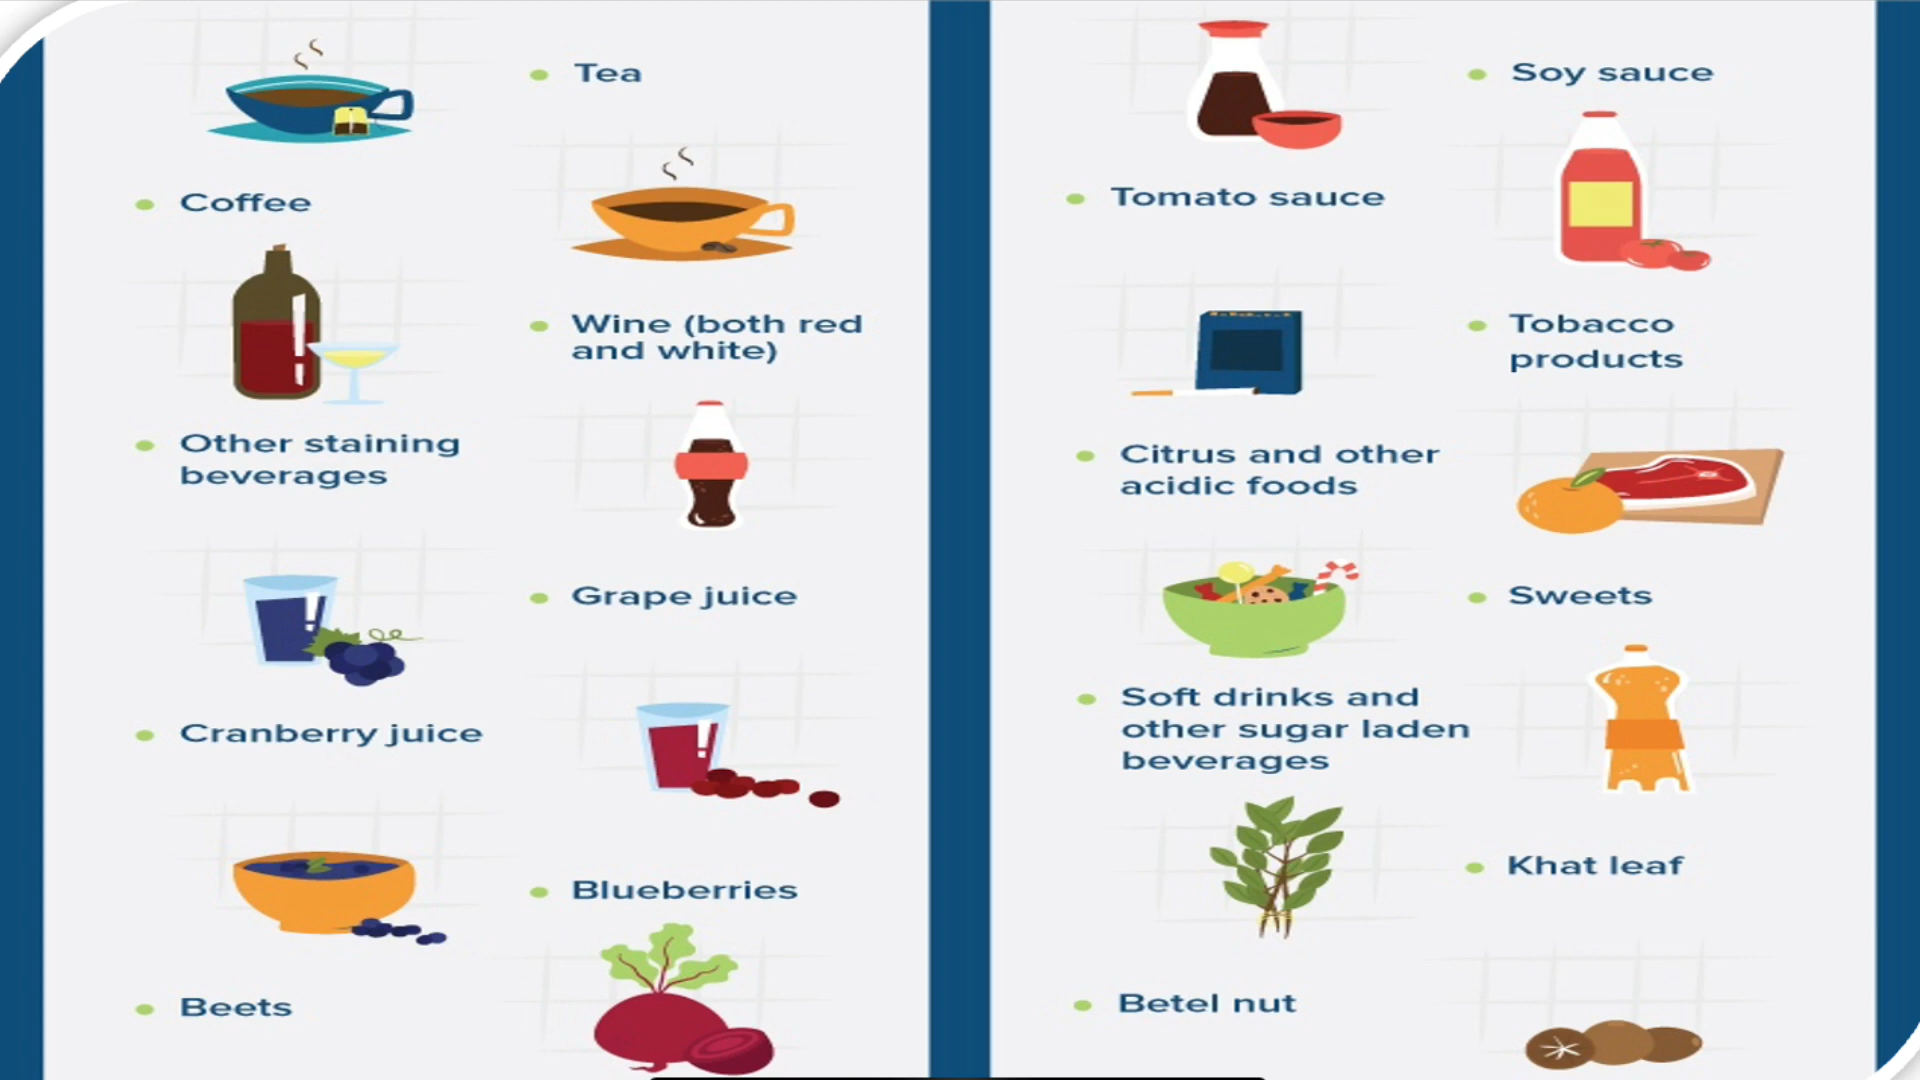 Tea
Coffee
Wine (both red
and white)
Other staining
beverages
Grape juice
Cranberry juice
Blueberries
Beets
Soy sauce
Tomato sauce
Tobacco
products
Citrus and other
acidic foods
Sweets
Soft drinks and
other sugar laden
beverages
Khat leaf
Betel nut